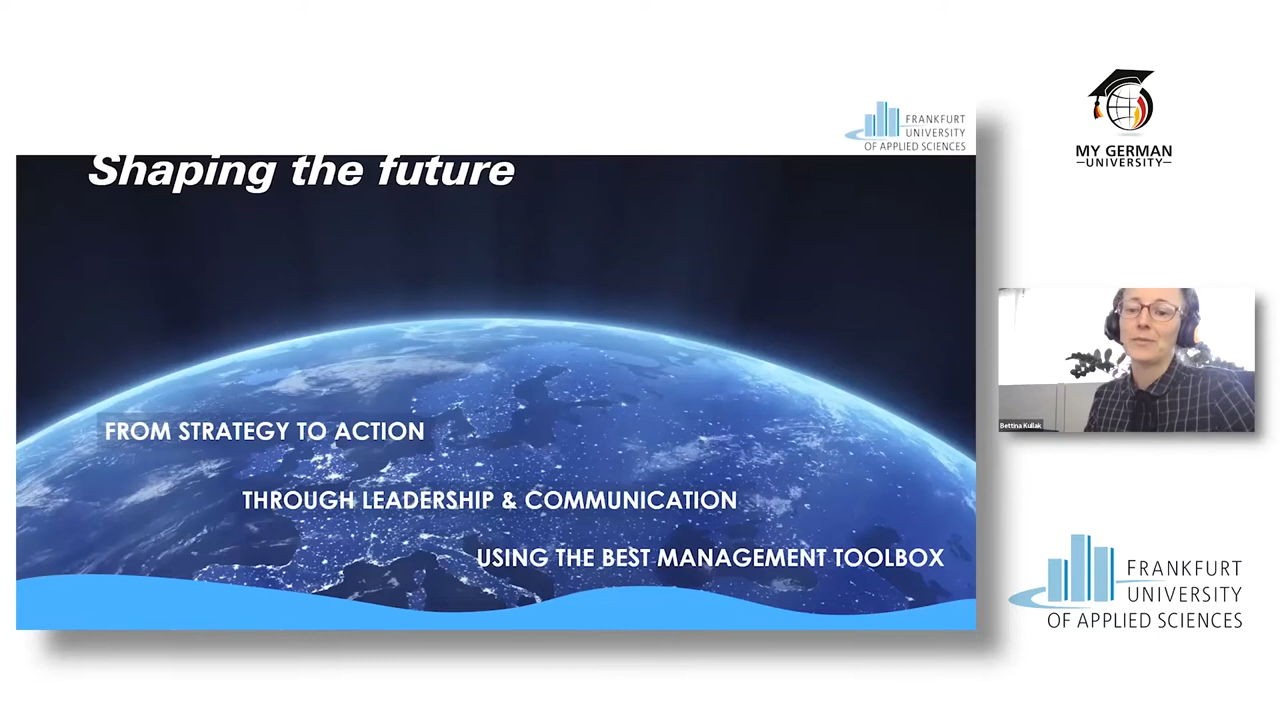 FRANKFURT
UNIVERSITY
OF APPLIED SCIENCES
Shaping the future
FROM STRATEGY TO ACTION
THROUGH LEADERSHIP & COMMUNICATION
USING THE BEST MANAGEMENT TOOLBOX
MY GERMAN
UNIVERSITY
Bettina Kullak
FRANKFURT
UNIVERSITY
OF APPLIED SCIENCES